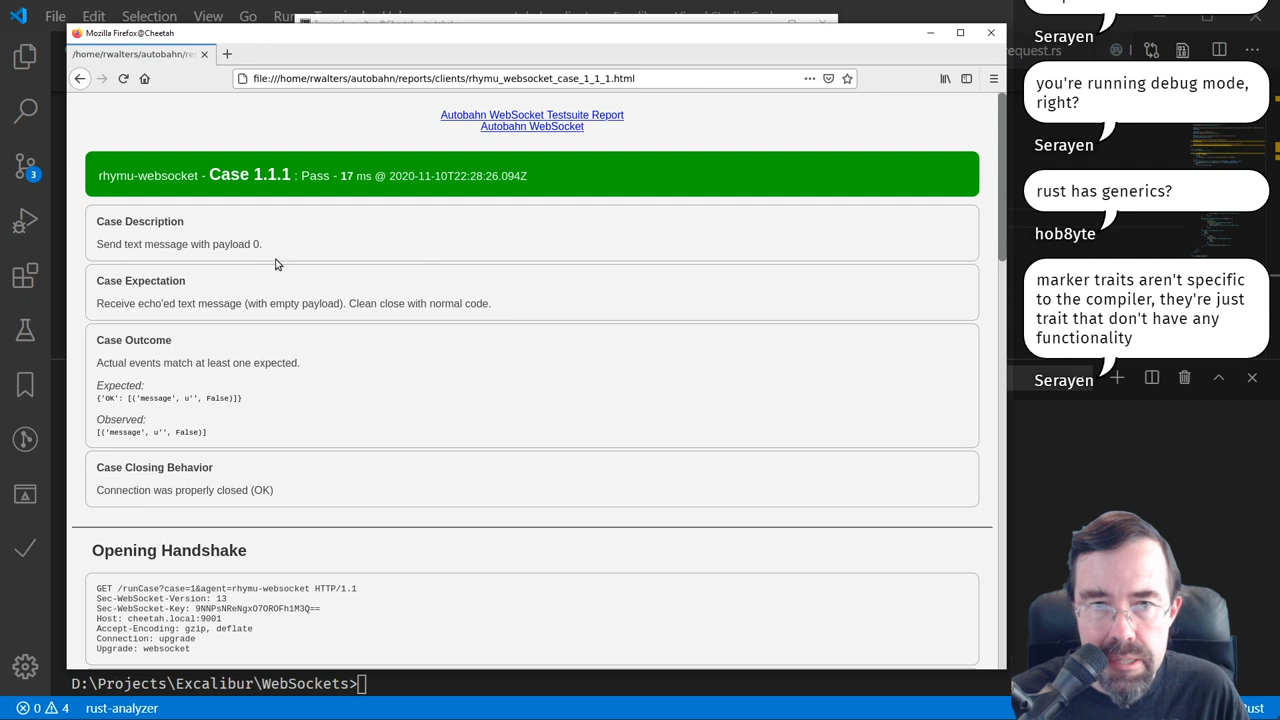 Mozilla Firefox@Cheetah
/home/rwalters/autobahn/re
file:///home/rwalters/autobahn/reports/clients/rhymu_websocket_case_1_1_1.html
Autobahn WebSocket Testsuite Report
Autobahn WebSocket
rhymu-websocket - Case 1.1.1 : Pass - 17 ms @ 2020-11-10T22:28:26.094Z
Case Description
Send text message with payload 0.
Case Expectation
Receive echo'ed text message (with empty payload). Clean close with normal code.
Case Outcome
Actual events match at least one expected.
Expected:
{'OK': [('message', u'', False)]}
Observed:
[('message', u'', False)]
Case Closing Behavior
Connection was properly closed (OK)
Opening Handshake
GET /runCase?case=1&agent=rhymu-websocket HTTP/1.1
Sec-WebSocket-Version: 13
Sec-WebSocket-Key: 9NNPsNReNgxO7OROFh1M3Q==
Host: cheetah.local:9001
Accept-Encoding: gzip, deflate
Connection: upgrade
Upgrade: websocket
D:\Projects\Excalibur\WebSockets>
0 4 rust-analyzer
3
File
equest.rs
Serayen
you're running debug mode,
right?
Serayen
rust has generics?
hob8yte
marker traits aren't specific
to the compiler, they're just
trait that don't have any
functionality
Serayen
Rust